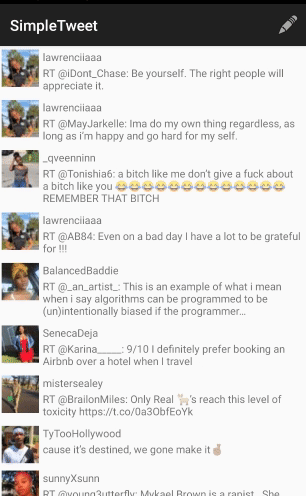 SimpleTweet
lawrenciiaaa
RT @iDont_Chase: Be yourself. The right people will
appreciate it.
lawrenciiaaa
RT @MayJarkelle: Ima do my own thing regardless, as
long as i'm happy and go hard for my self.
_qveeninn
RT @Tonishia6: a bitch like me don't give a fuck about
a bitch like you 😂😂😂😂😂😂😂😂😂😂😂😂😂
REMEMBER THAT BITCH
lawrenciiaaa
RT @AB84: Even on a bad day I have a lot to be grateful
for !!!
BalancedBaddie
RT @_an_artist_: This is an example of what i mean
when i say algorithms can be programmed to be
(un)intentionally biased if the programmer…
SenecaDeja
RT @Karina_____: 9/10 I definitely prefer booking an
Airbnb over a hotel when I travel
mistersealey
RT @BrailonMiles: Only Real 🐐's reach this level of
toxicity https://t.co/0a3ObfEoYk
TyTooHollywood
cause it's destined, we gone make it🤞🏽
sunnyXsunn
RT @young3utterfly: Mykael Brown is a rapist. She